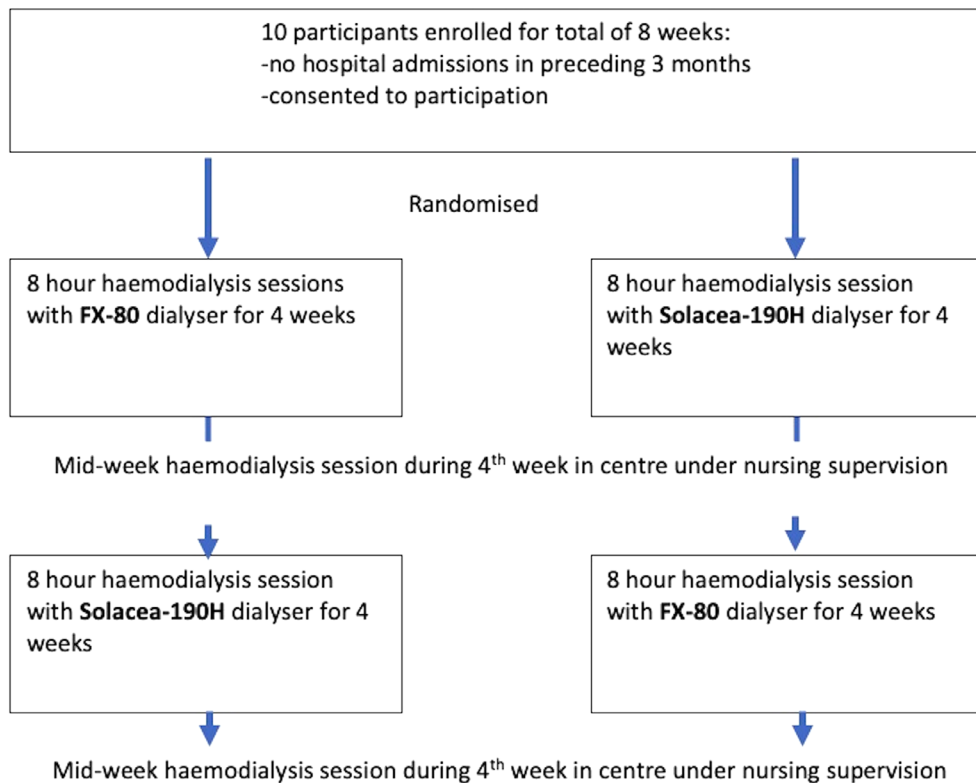 10 participants enrolled for total of 8 weeks:
-no hospital admissions in preceding 3 months
-consented to participation
Randomised
8 hour haemodialysis sessions
with FX-80 dialyser for 4 weeks
8 hour haemodialysis session
with Solacea-190H dialyser for 4
weeks
Mid-week haemodialysis session during 4th week in centre under nursing supervision
8 hour haemodialysis session
with Solacea-190H dialyser for 4
weeks
8 hour haemodialysis session
with FX-80 dialyser for 4 weeks
Mid-week haemodialysis session during 4th week in centre under nursing supervision